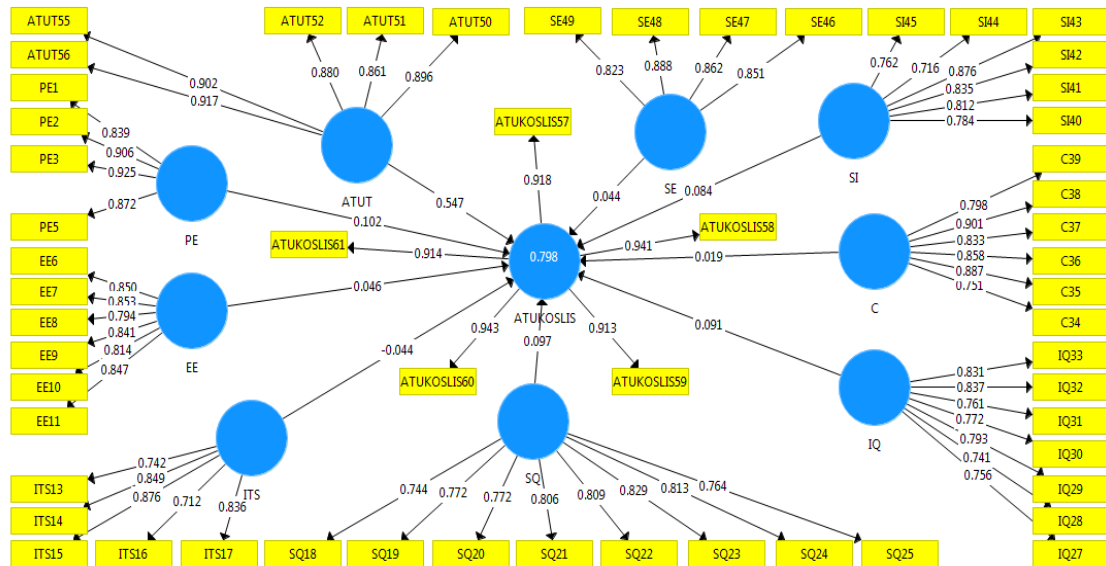 ATUT55
ATUT56
PE1
PE2
PE3
PE5
EE6
EE7
EE8
EE9
EE10
EE11
ITS13
ITS14
ITS15
ITS16
ITS17
ATUT52
ATUT51
ATUT50
SE49
SE48
SE47
SE46
SI45
SI44
SI43
SI42
SI41
SI40
C39
C38
C37
C36
C35
C34
IQ33
IQ32
IQ31
IQ30
IQ29
IQ28
IQ27
SQ18
SQ19
SQ20
SQ21
SQ22
SQ23
SQ24
SQ25
ATUKOSLIS57
ATUKOSLIS58
ATUKOSLIS61
ATUKOSLIS60
ATUKOSLIS59
0.902
0.917
0.880
0.861
0.896
ATUT
0.547
0.839
0.906
0.925
0.872
PE
0.102
0.850
0.853
0.794
0.841
0.814
0.847
EE
0.046
0.742
0.849
0.876
0.712
0.836
ITS
-0.044
0.744
0.772
0.772
0.806
0.809
0.829
0.813
0.764
SQ
0.097
0.823
0.888
0.862
0.851
SE
0.044
0.762
0.716
0.876
0.835
0.812
0.784
SI
0.084
0.798
0.901
0.833
0.858
0.887
0.751
C
0.019
0.831
0.837
0.761
0.772
0.793
0.741
0.756
IQ
0.091
0.918
0.941
0.914
0.943
0.913
0.798
ATUKOSLIS